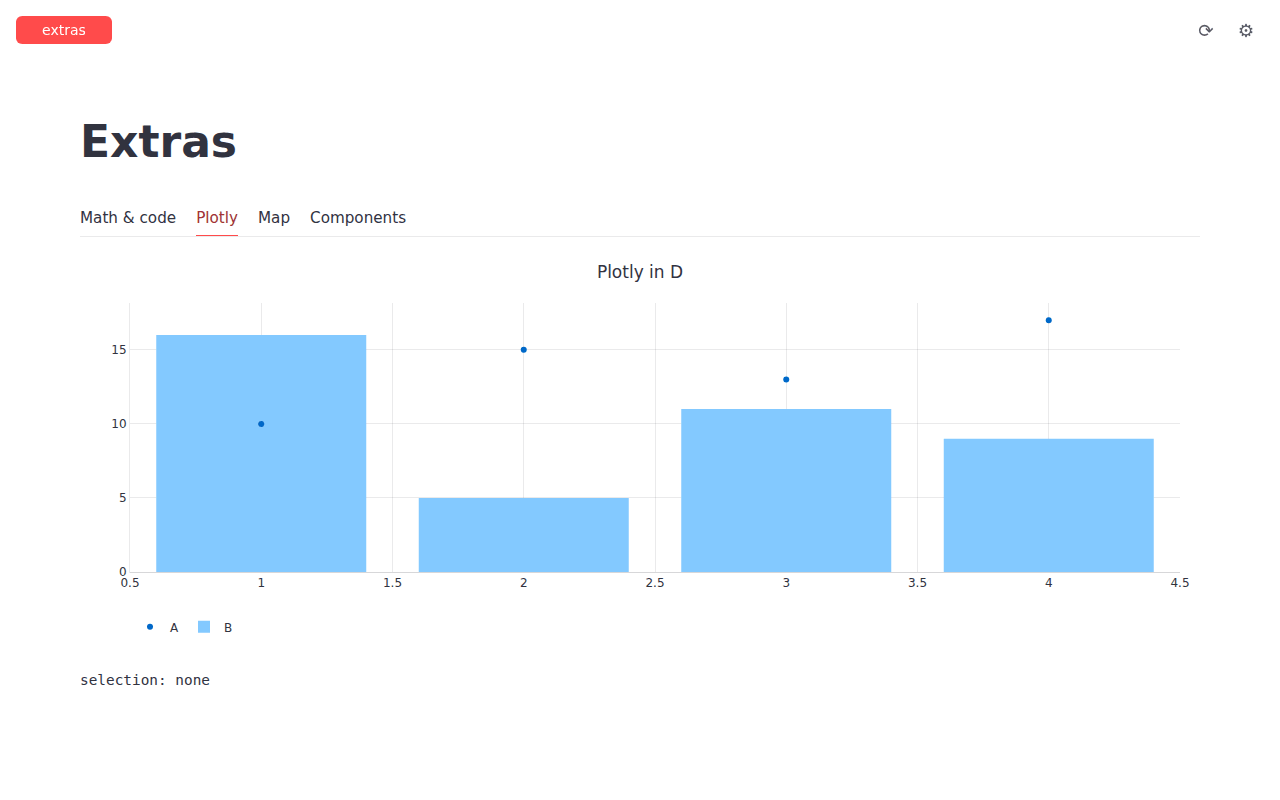 extras
⟳ ⚙
Extras
Math & code Plotly Map Components
Plotly in D
15
10
5
0
0.5 1 1.5 2 2.5 3 3.5 4 4.5
A B
selection: none